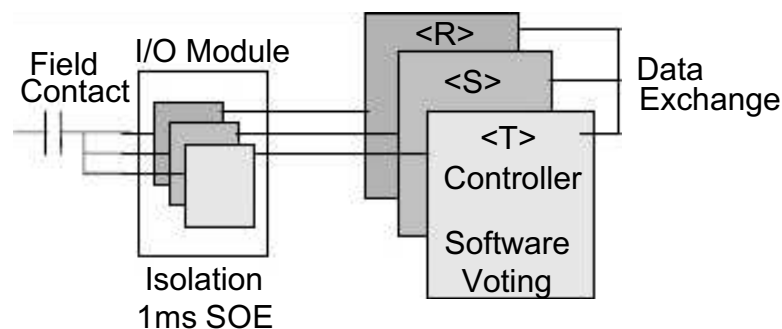 Field
Contact
I/O Module
Isolation
1ms SOE
<R>
<S>
<T>
Controller
Software
Voting
Data
Exchange